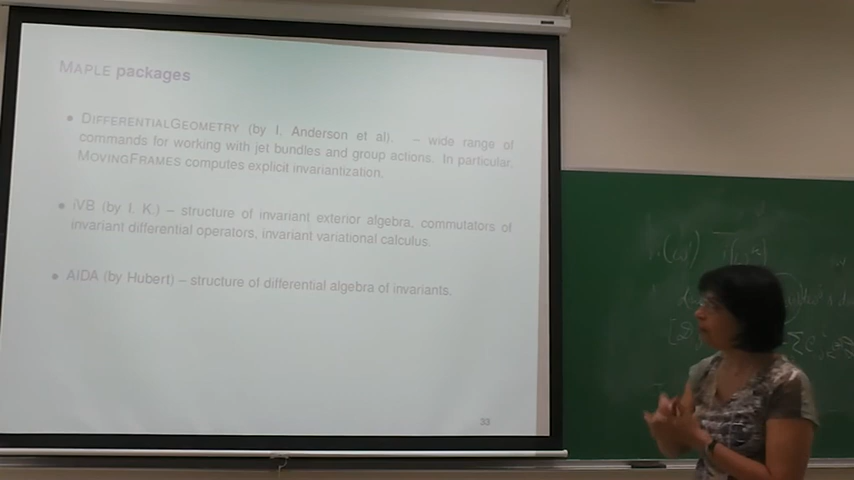 MAPLE packages
• DIFFERENTIALGEOMETRY (by I. Anderson et al). – wide range of
commands for working with jet bundles and group actions. In particular,
MOVINGFRAMES computes explicit invariantization.
• iVB (by I. K.) – structure of invariant exterior algebra, commutators of
invariant differential operators, invariant variational calculus.
• AIDA (by Hubert) – structure of differential algebra of invariants.
33